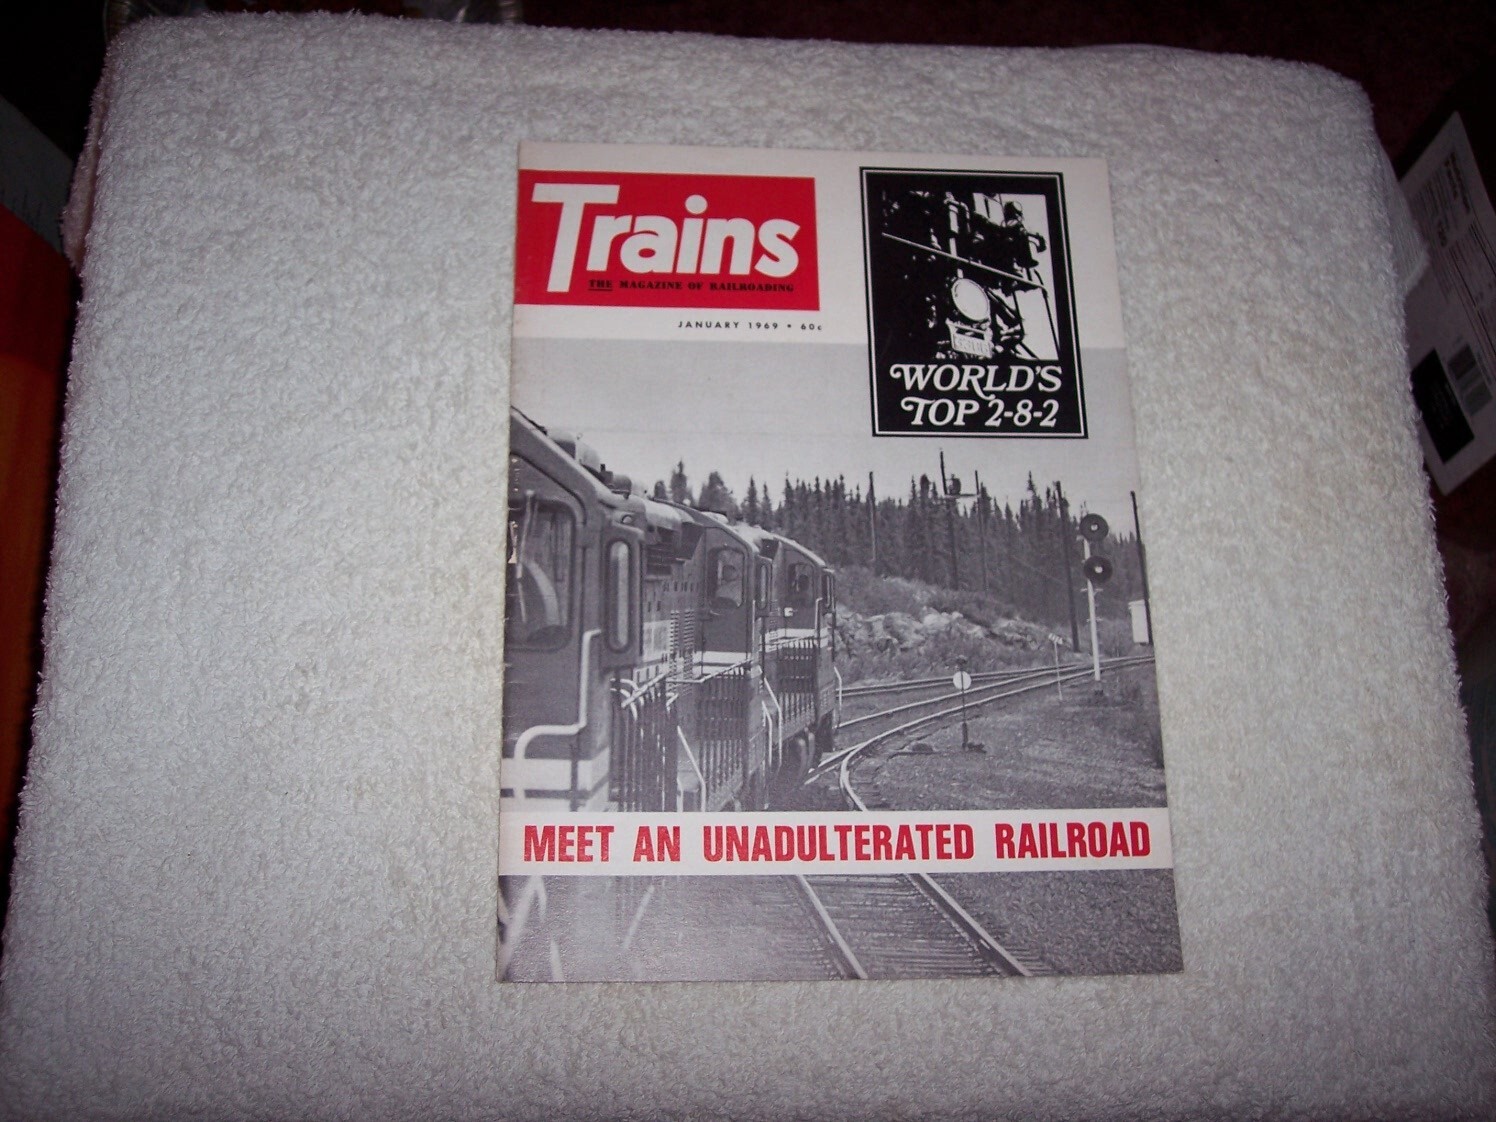 Trains
THE MAGAZINE OF RAILROADING
JANUARY 1969 • 60c
WORLD'S
TOP 2-8-2
MEET AN UNADULTERATED RAILROAD